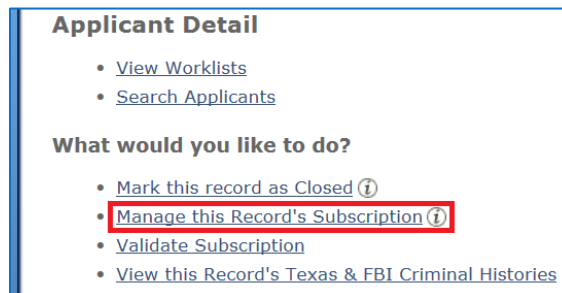 Applicant Detail
• View Worklists
• Search Applicants
What would you like to do?
• Mark this record as Closed i
• Manage this Record's Subscription i
• Validate Subscription
• View this Record's Texas & FBI Criminal Histories